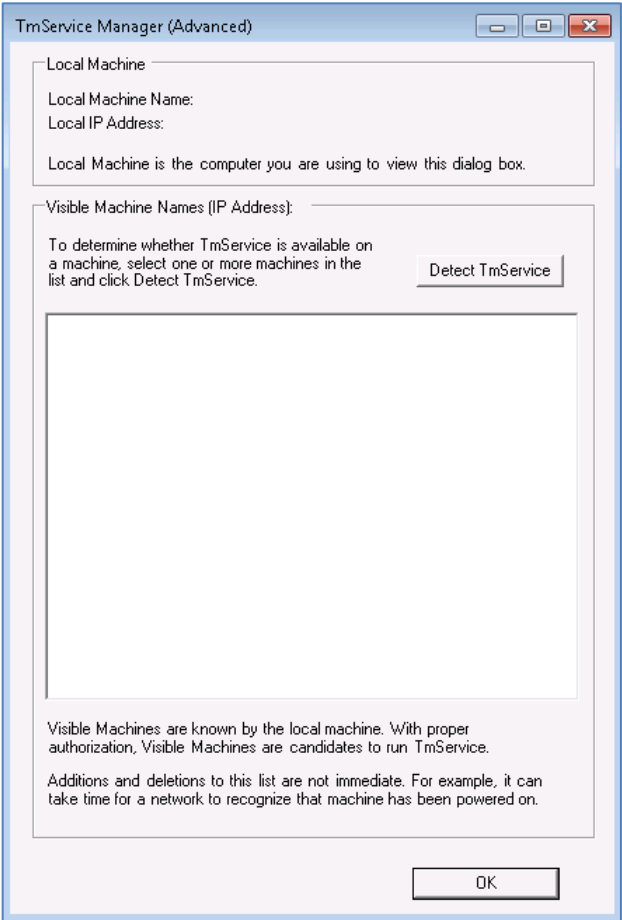 TmService Manager (Advanced)
Local Machine
Local Machine Name:
Local IP Address:
Local Machine is the computer you are using to view this dialog box.
Visible Machine Names (IP Address):
To determine whether TmService is available on
a machine, select one or more machines in the
list and click Detect TmService.
Detect TmService
Visible Machines are known by the local machine. With proper
authorization, Visible Machines are candidates to run TmService.
Additions and deletions to this list are not immediate. For example, it can
take time for a network to recognize that machine has been powered on.
OK